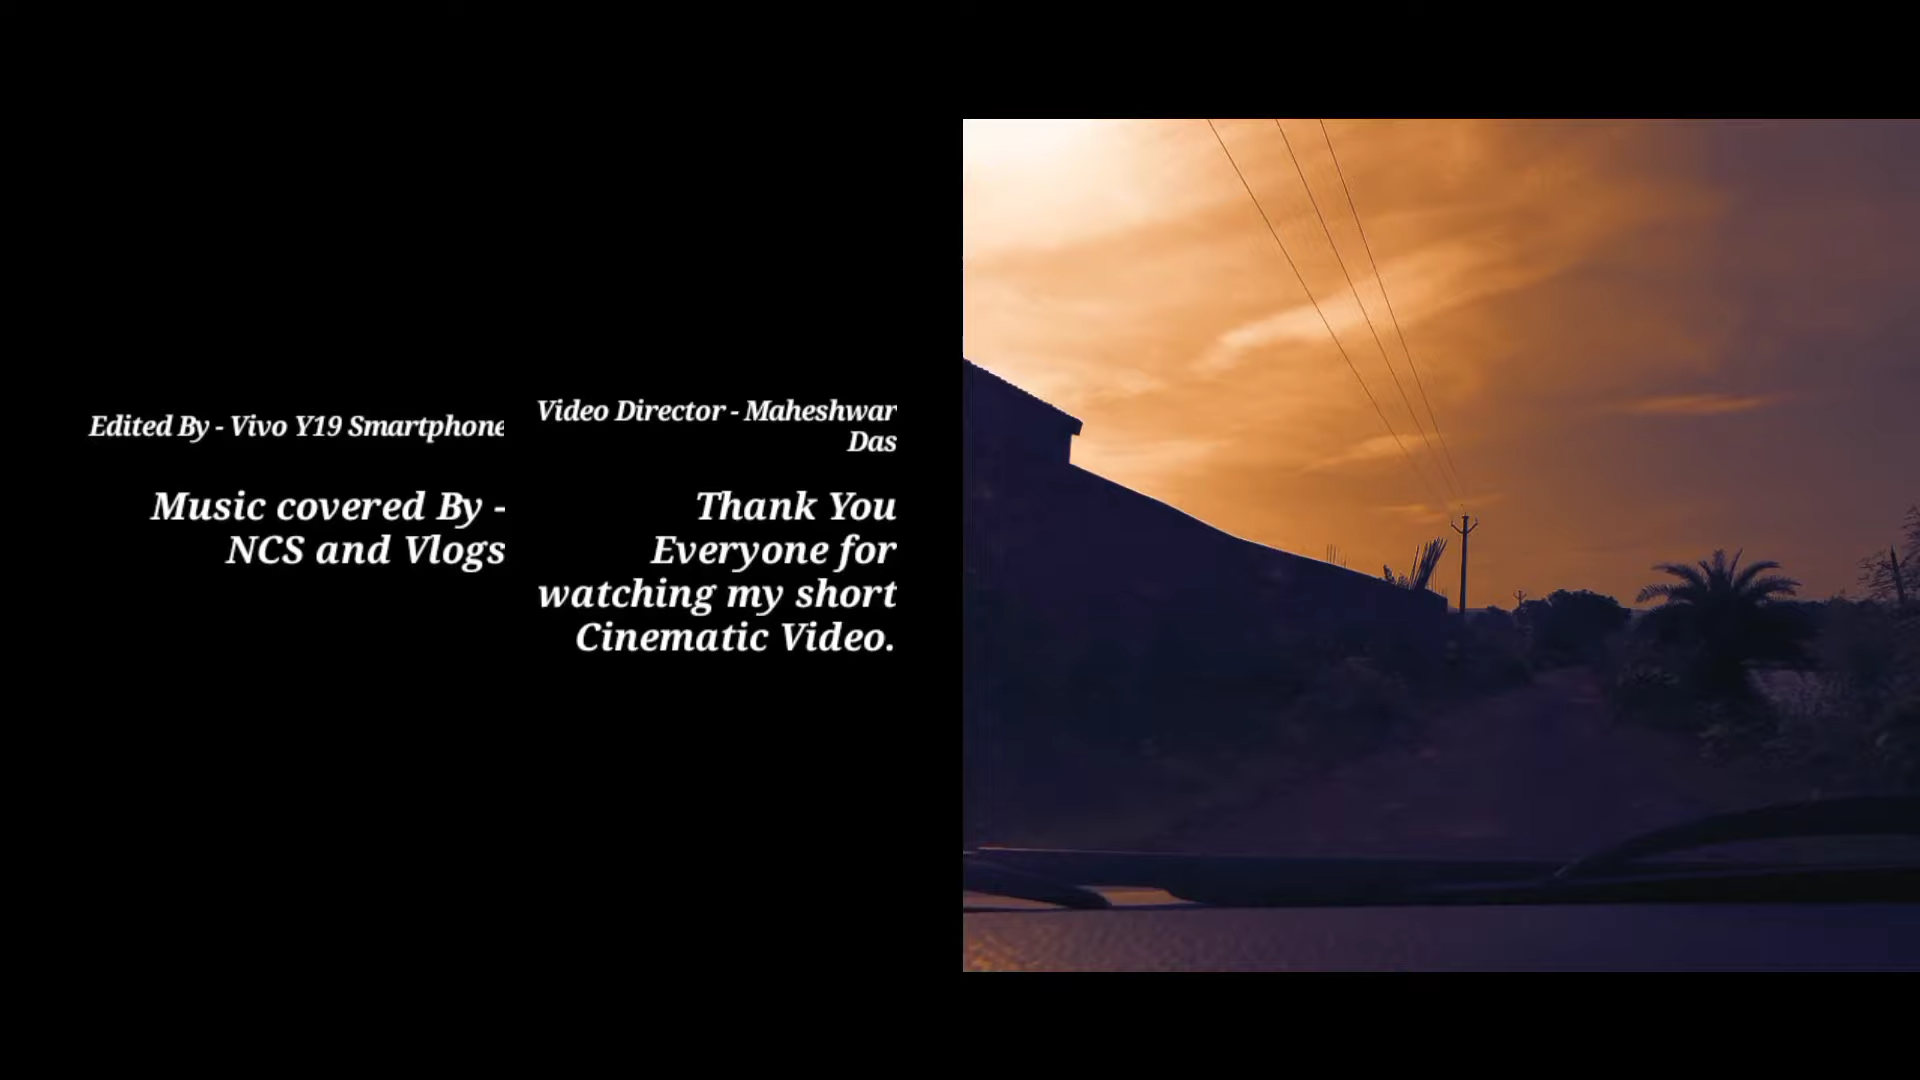 Edited By - Vivo Y19 Smartphone
Music covered By -
NCS and Vlogs
Video Director - Maheshwar
Das
Thank You
Everyone for
watching my short
Cinematic Video.